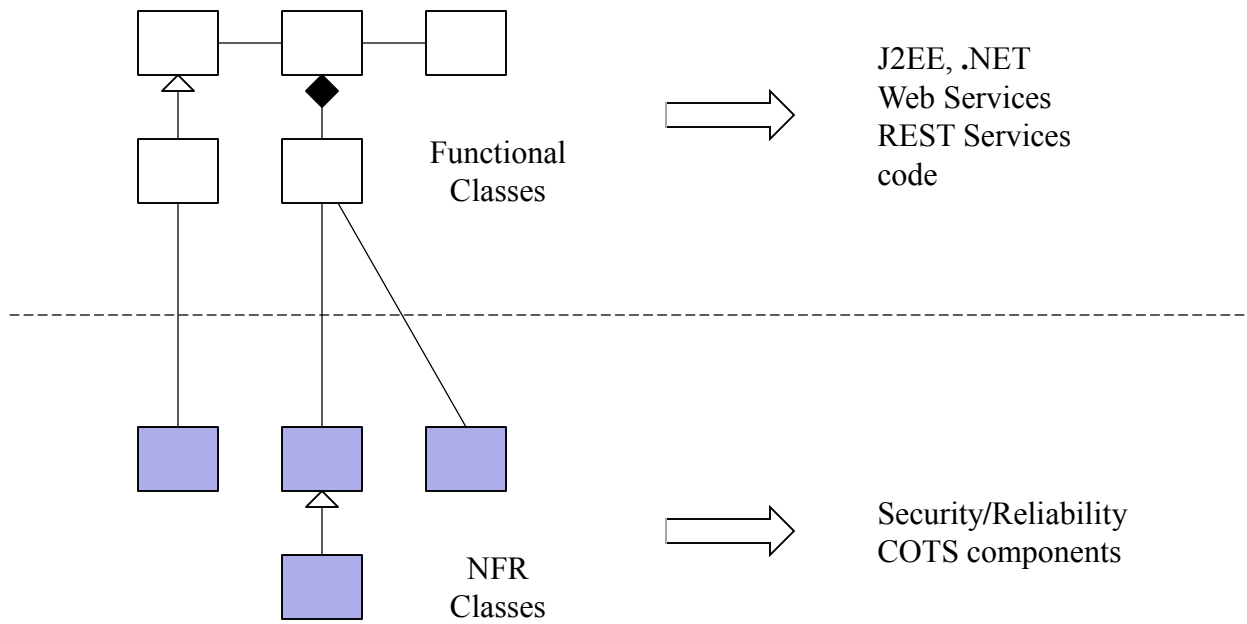 J2EE, .NET
Web Services
REST Services
code
Functional
Classes
Security/Reliability
COTS components
NFR
Classes